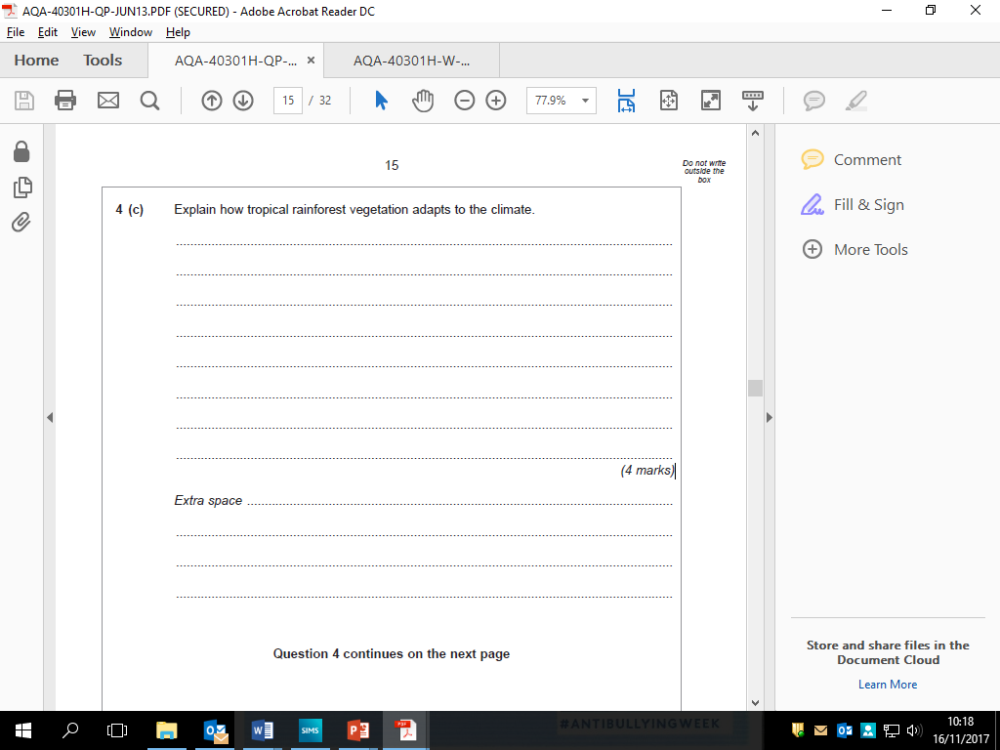 AQA-40301H-QP-JUN13.PDF (SECURED) - Adobe Acrobat Reader DC
File Edit View Window Help
Home Tools AQA-40301H-QP-... × AQA-40301H-W-...
15 / 32 77.9%
15
Do not write
outside the
box
4 (c) Explain how tropical rainforest vegetation adapts to the climate.
(4 marks)
Extra space
Question 4 continues on the next page
Comment
Fill & Sign
More Tools
Store and share files in the
Document Cloud
Learn More
#ANTIBULLYINGWEEK
SIMS
10:18
16/11/2017